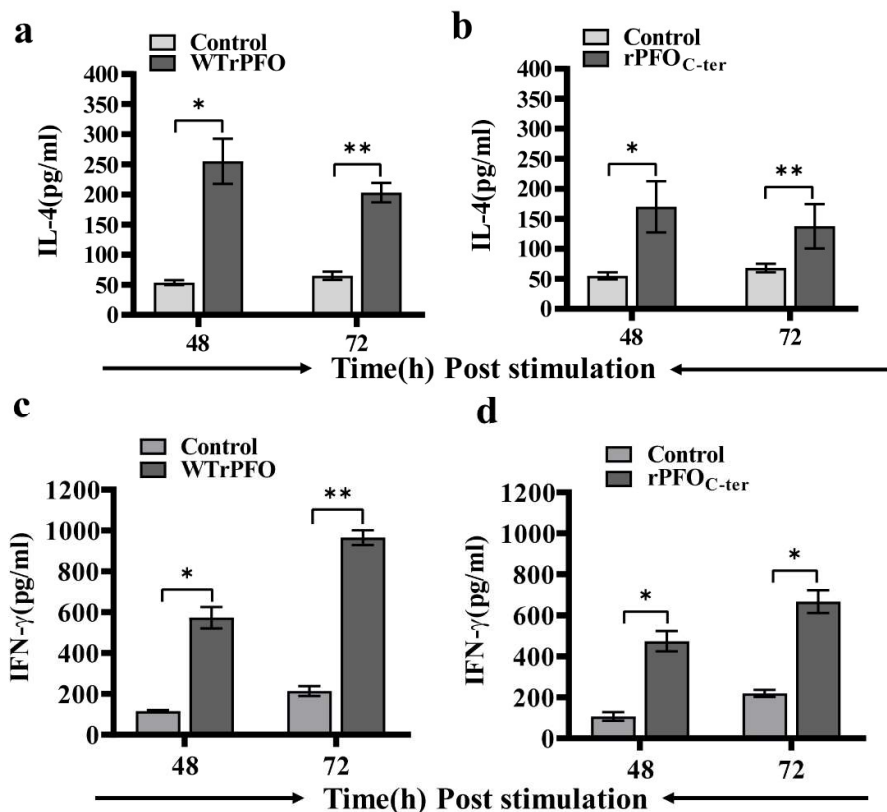 a
Control
WTrPFO
IL-4(pg/ml)
400
350
300
250
200
150
100
50
0
*
**
48
72
b
Control
rPFOC-ter
IL-4(pg/ml)
400
350
300
250
200
150
100
50
0
*
**
48
72
Time(h) Post stimulation
c
Control
WTrPFO
IFN-γ(pg/ml)
1200
1000
800
600
400
200
0
*
**
48
72
d
Control
rPFOC-ter
IFN-γ(pg/ml)
1200
1000
800
600
400
200
0
*
*
48
72
Time(h) Post stimulation